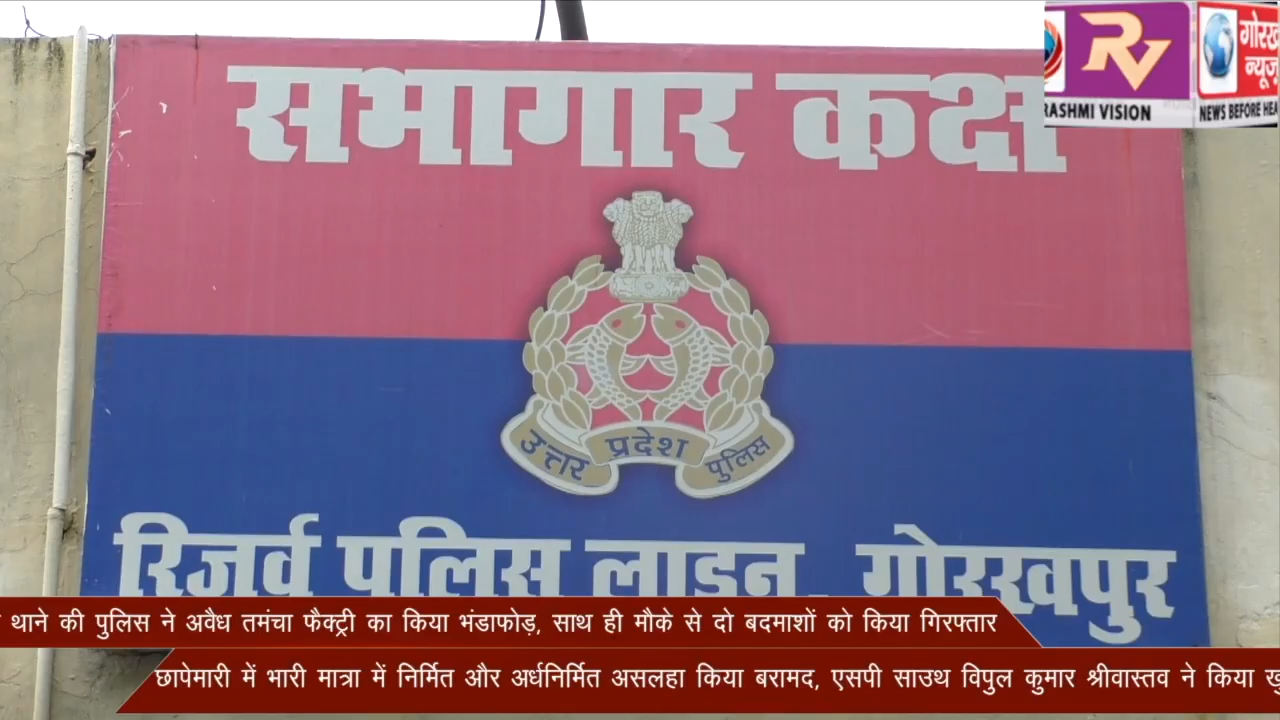 सभागार कक्ष
RV
RASHMI VISION
न्यूज़
NEWS BEFORE
उत्तर प्रदेश पुलिस
रिजर्व पुलिस लाइन, गोरखपुर
थाने की पुलिस ने अवैध तमंचा फैक्ट्री का किया भंडाफोड़, साथ ही मौके से दो बदमाशों को किया गिरफ्तार
छापेमारी में भारी मात्रा में निर्मित और अर्धनिर्मित असलहा किया बरामद, एसपी साउथ विपुल कुमार श्रीवास्तव ने किया